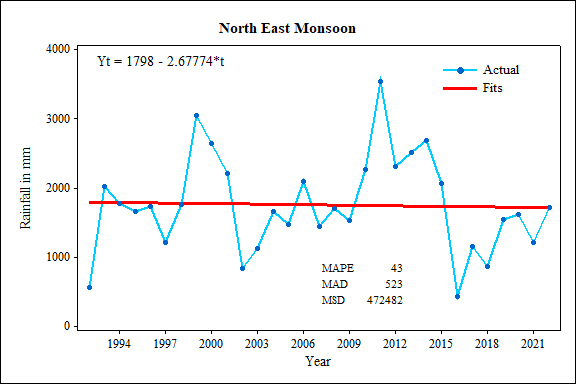 North East Monsoon
Yt = 1798 - 2.67774*t
Actual
Fits
4000
3000
2000
1000
0
Rainfall in mm
MAPE 43
MAD 523
MSD 472482
1994 1997 2000 2003 2006 2009 2012 2015 2018 2021
Year